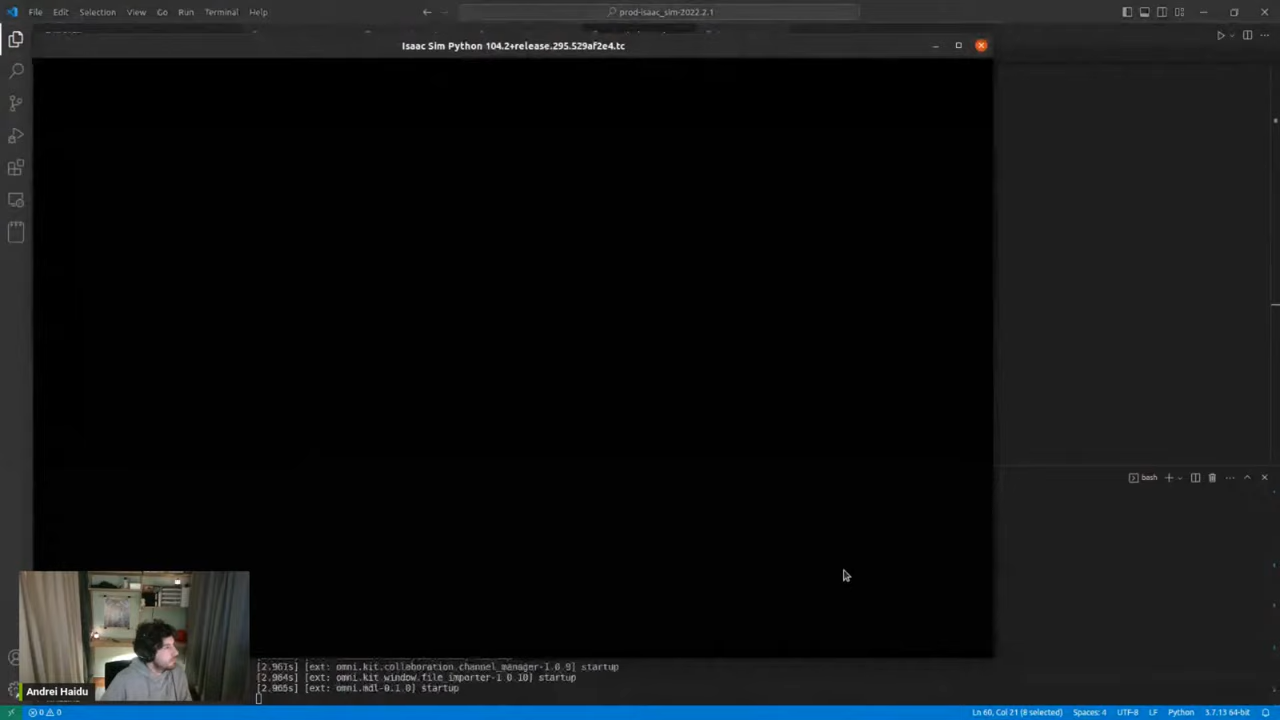 File Edit Selection View Go Run Terminal Help
prod-isaac_sim-2022.2.1
Isaac Sim Python 104.2+release.295.529af2e4.tc
bash
[2.961s] [ext: omni.kit.collaboration.channel_manager-1.0.9] startup
[2.964s] [ext: omni.kit.window.file_importer-1.0.10] startup
[2.965s] [ext: omni.mdl-0.1.0] startup
Andrei Haidu
0 0 Ln 60, Col 21 (8 selected) Spaces: 4 UTF-8 LF Python 3.7.13 64-bit